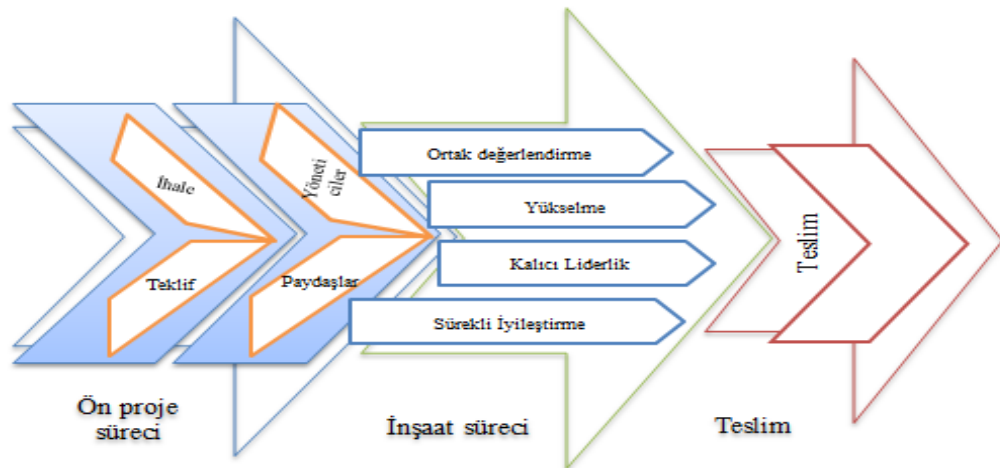 İhale
Teklif
Yöneti
ciler
Paydaşlar
Ortak değerlendirme
Yükselme
Kalıcı Liderlik
Sürekli İyileştirme
Teslim
Ön proje
süreci
İnşaat süreci
Teslim